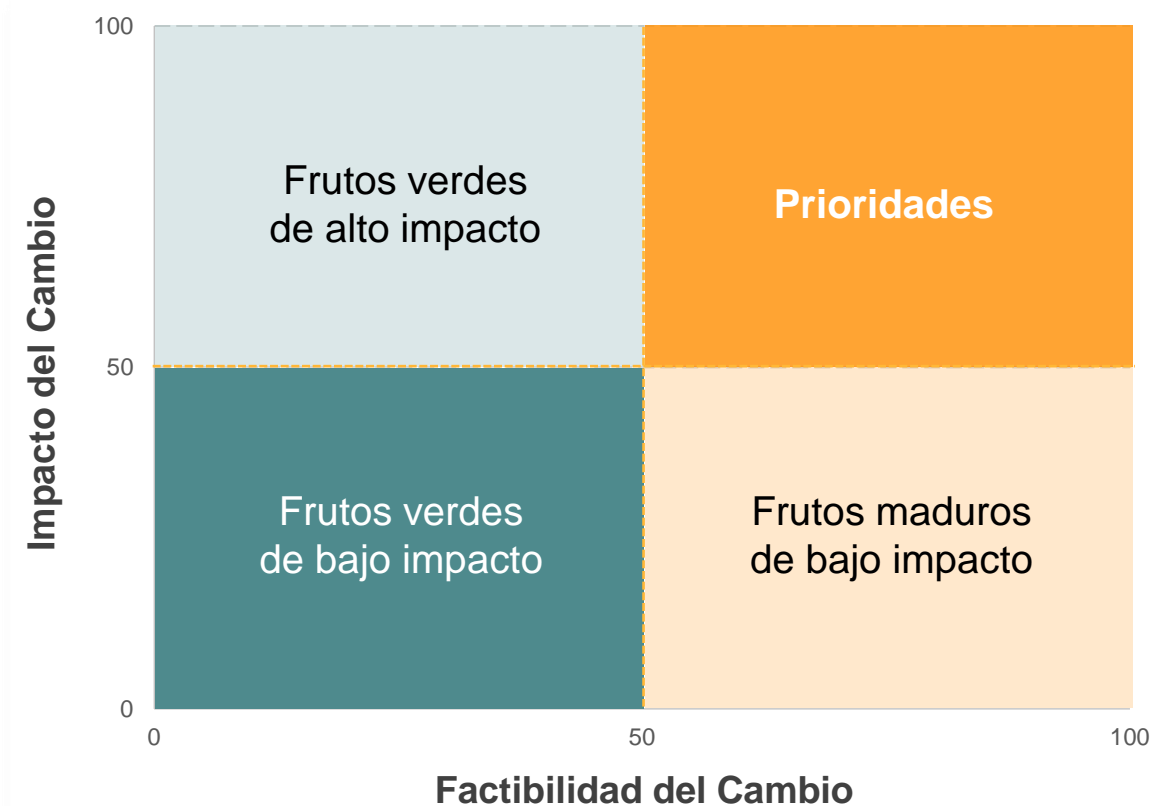 100
Frutos verdes
de alto impacto
Prioridades
Impacto del Cambio
50
Frutos verdes
de bajo impacto
Frutos maduros
de bajo impacto
0
0
50
100
Factibilidad del Cambio